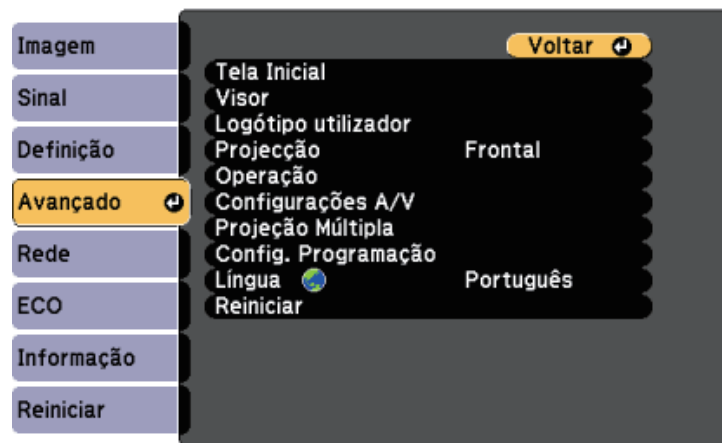 Imagem
Sinal
Definição
Avançado
Rede
ECO
Informação
Reiniciar
Voltar
Tela Inicial
Visor
Logótipo utilizador
Projecção Frontal
Operação
Configurações A/V
Projeção Múltipla
Config. Programação
Língua Português
Reiniciar